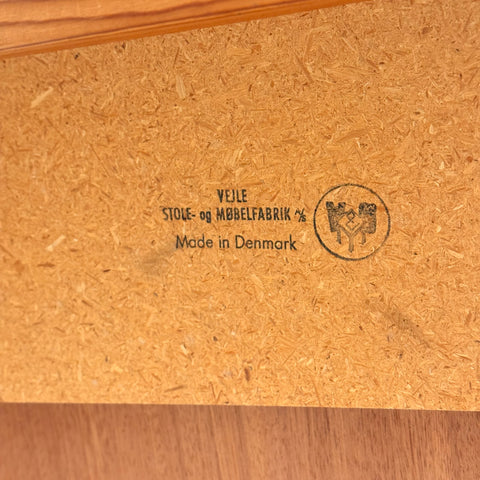 VEJLE
STOLE- og MØBELFABRIK A/S
Made in Denmark